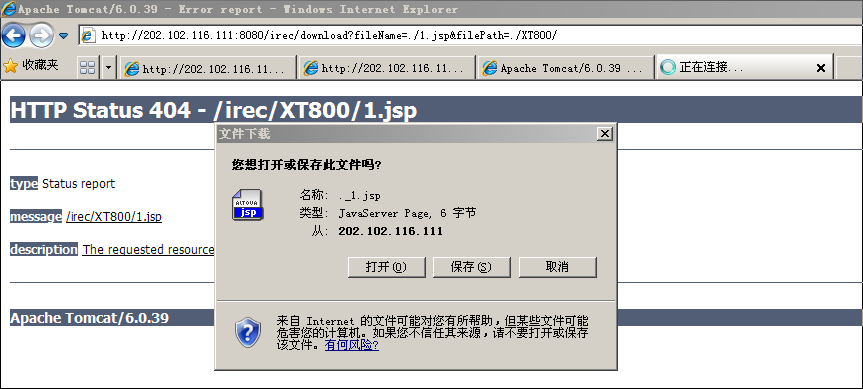 Apache Tomcat/6.0.39 - Error report - Windows Internet Explorer
http://202.102.116.111:8080/irec/download?fileName=./1.jsp&filePath=./XT800/
收藏夹
http://202.102.116.11...
http://202.102.116.11...
Apache Tomcat/6.0.39 ...
正在连接...
HTTP Status 404 - /irec/XT800/1.jsp
type Status report
message /irec/XT800/1.jsp
description The requested resource
Apache Tomcat/6.0.39
文件下载
您想打开或保存此文件吗?
ALTOVA
jsp
名称: ._1.jsp
类型: JavaServer Page, 6 字节
从: 202.102.116.111
打开(O)
保存(S)
取消
来自 Internet 的文件可能对您有所帮助，但某些文件可能
危害您的计算机。如果您不信任其来源，请不要打开或保存
该文件。有何风险?